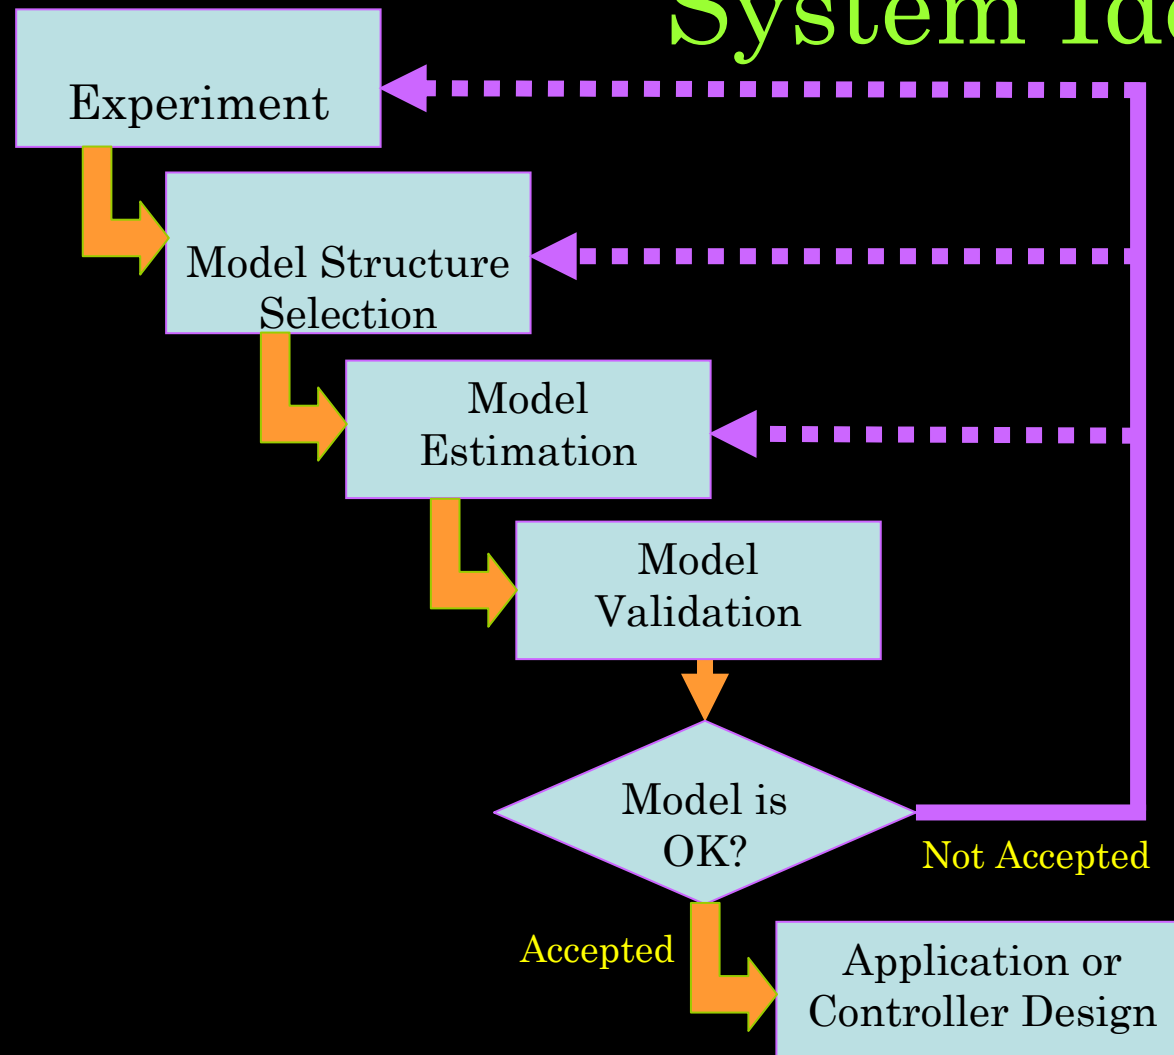 System Ide
Experiment
Model Structure
Selection
Model
Estimation
Model
Validation
Model is
OK?
Not Accepted
Accepted
Application or
Controller Design